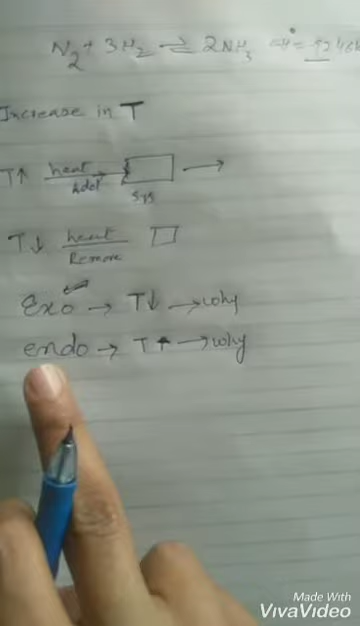 N₂ + 3H₂ ⇌ 2NH₃
Increase in T
T↑ heat Add →
sys
T↓ heat Remove
Exo → T↓ → why
endo → T↑ → why
Made With
VivaVideo